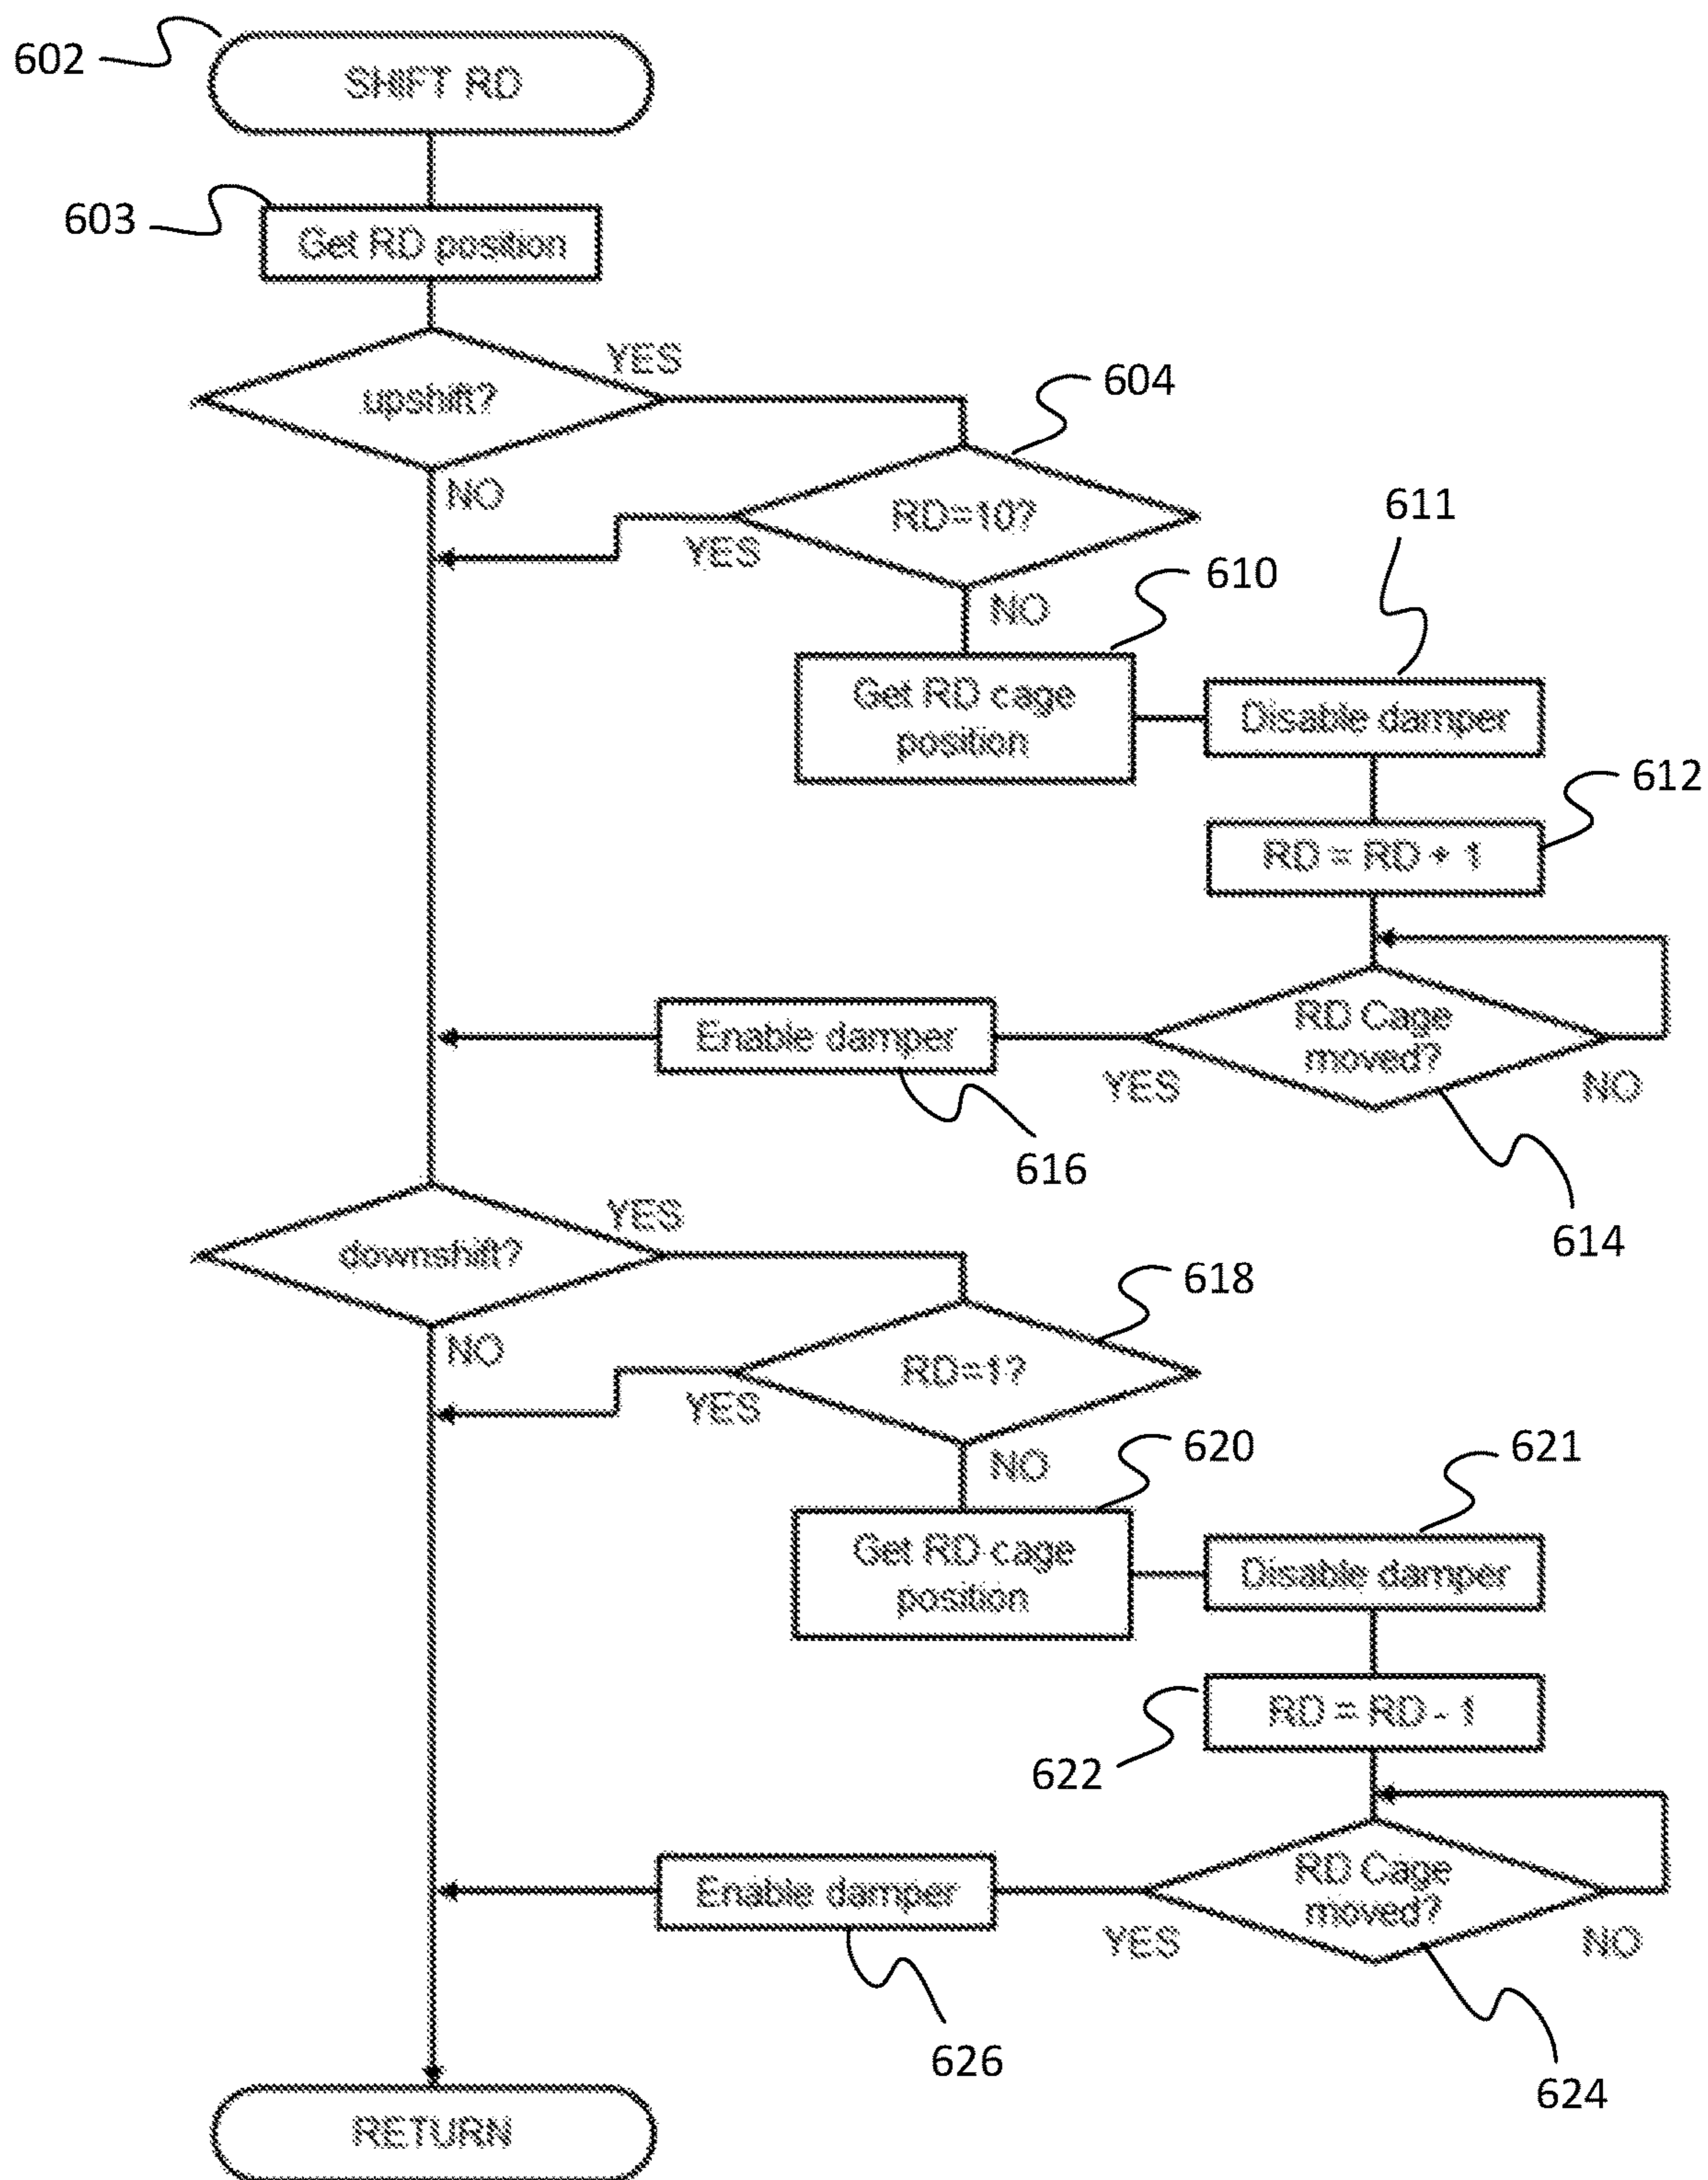 602
SHIFT RD
603
Get RD position
YES
upshift?
604
NO
RD=10?
YES
611
610
NO
Get RD cage
position
Disable damper
612
RD = RD + 1
RD Cage
moved?
Enable damper
YES
NO
616
614
YES
downshift?
618
NO
RD=1?
YES
620
621
NO
Get RD cage
position
Disable damper
RD = RD - 1
622
RD Cage
moved?
Enable damper
YES
NO
626
624
RETURN